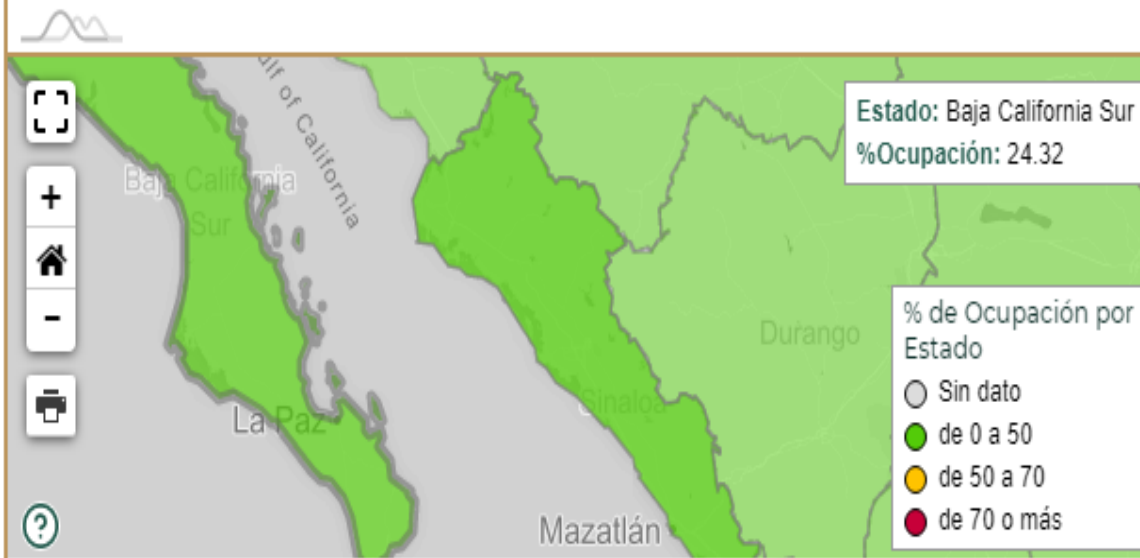 Gulf of California
Estado: Baja California Sur
%Ocupación: 24.32
Baja California
Sur
% de Ocupación por
Estado
Durango
Sin dato
Sinaloa
La Paz
de 0 a 50
de 50 a 70
de 70 o más
Mazatlán